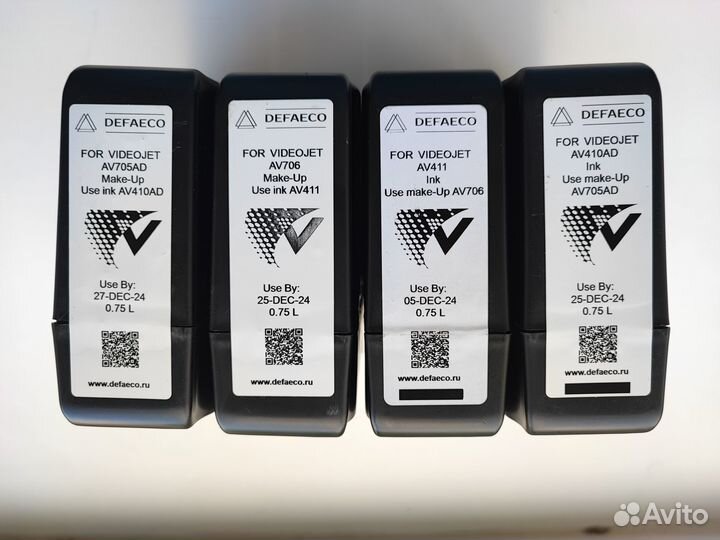 DEFAECO
FOR VIDEOJET
AV705AD
Make-Up
Use ink AV410AD
Use By:
27-DEC-24
0.75 L
www.defaeco.ru
DEFAECO
FOR VIDEOJET
AV706
Make-Up
Use ink AV411
Use By:
25-DEC-24
0.75 L
www.defaeco.ru
DEFAECO
FOR VIDEOJET
AV411
Ink
Use make-Up AV706
Use By:
05-DEC-24
0.75 L
www.defaeco.ru
DEFAECO
FOR VIDEOJET
AV410AD
Ink
Use make-Up
AV705AD
Use By:
25-DEC-24
0.75 L
www.defaeco.ru
Avito